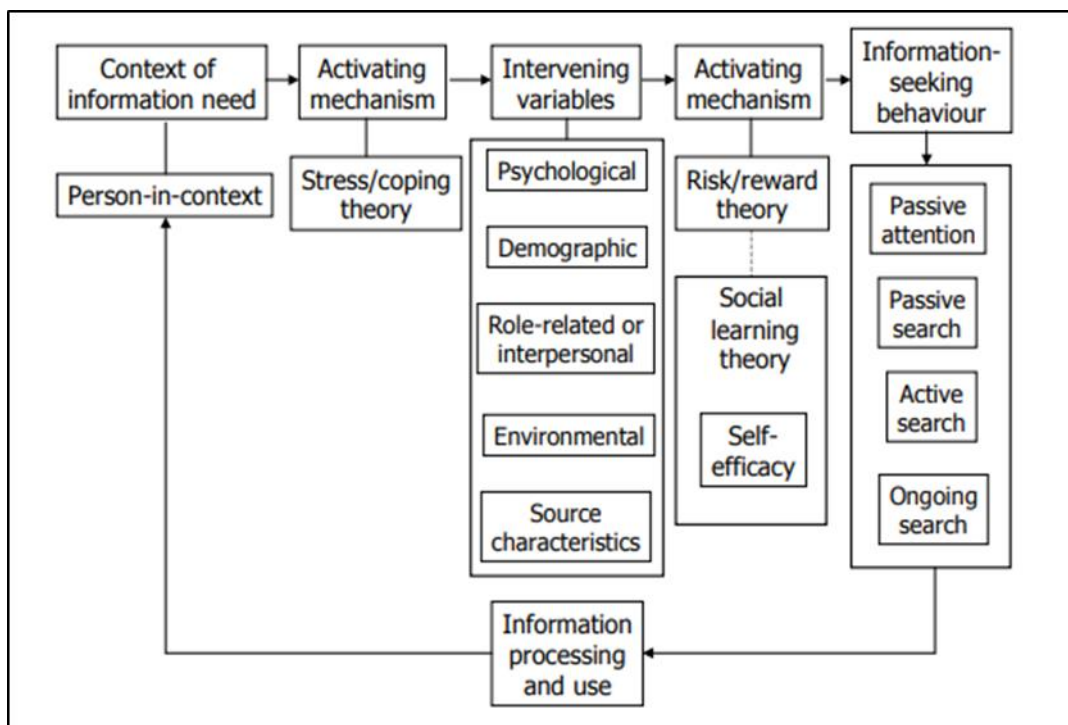 Context of
information need
Activating
mechanism
Intervening
variables
Activating
mechanism
Information-
seeking
behaviour
Person-in-context
Stress/coping
theory
Psychological
Demographic
Role-related or
interpersonal
Environmental
Source
characteristics
Risk/reward
theory
Social
learning
theory
Self-
efficacy
Passive
attention
Passive
search
Active
search
Ongoing
search
Information
processing
and use